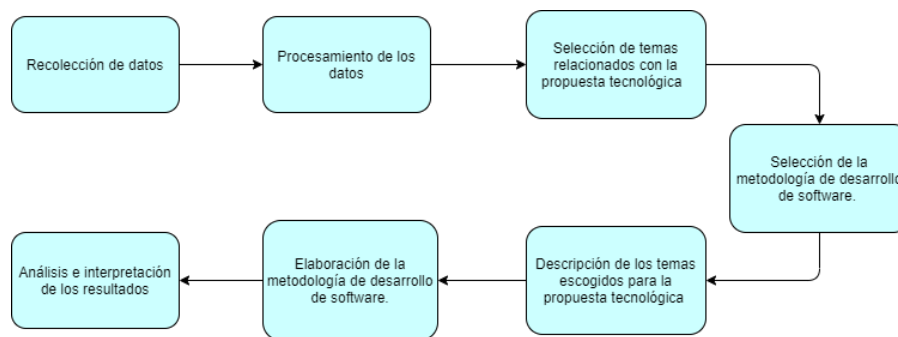 Recolección de datos
Procesamiento de los
datos
Selección de temas
relacionados con la
propuesta tecnológica
Selección de la
metodología de desarrollo
de software.
Descripción de los temas
escogidos para la
propuesta tecnológica
Elaboración de la
metodología de desarrollo
de software.
Análisis e interpretación
de los resultados